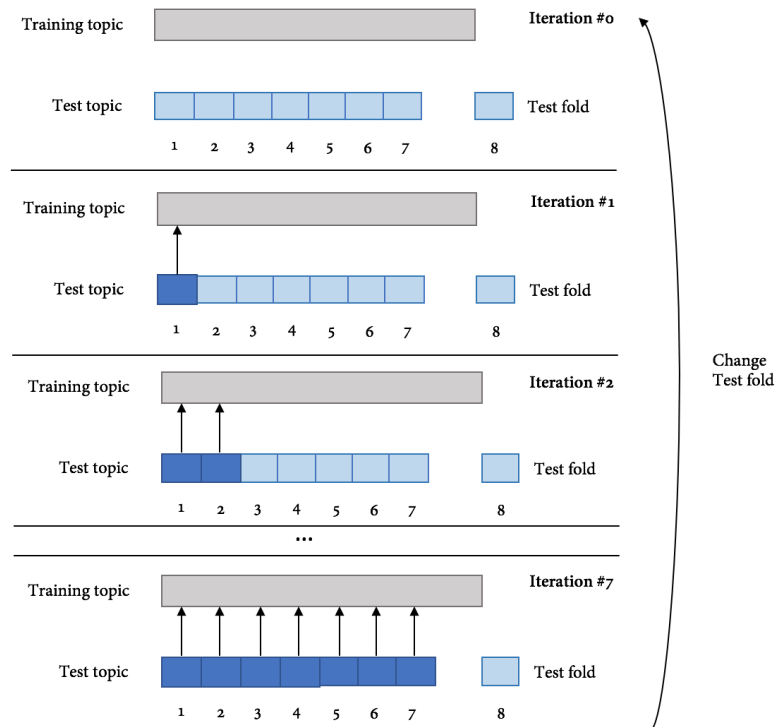 Training topic
Iteration #0
Test topic
Test fold
1 2 3 4 5 6 7 8
Training topic
Iteration #1
Test topic
Test fold
1 2 3 4 5 6 7 8
Change
Test fold
Training topic
Iteration #2
Test topic
Test fold
1 2 3 4 5 6 7 8
...
Training topic
Iteration #7
Test topic
Test fold
1 2 3 4 5 6 7 8